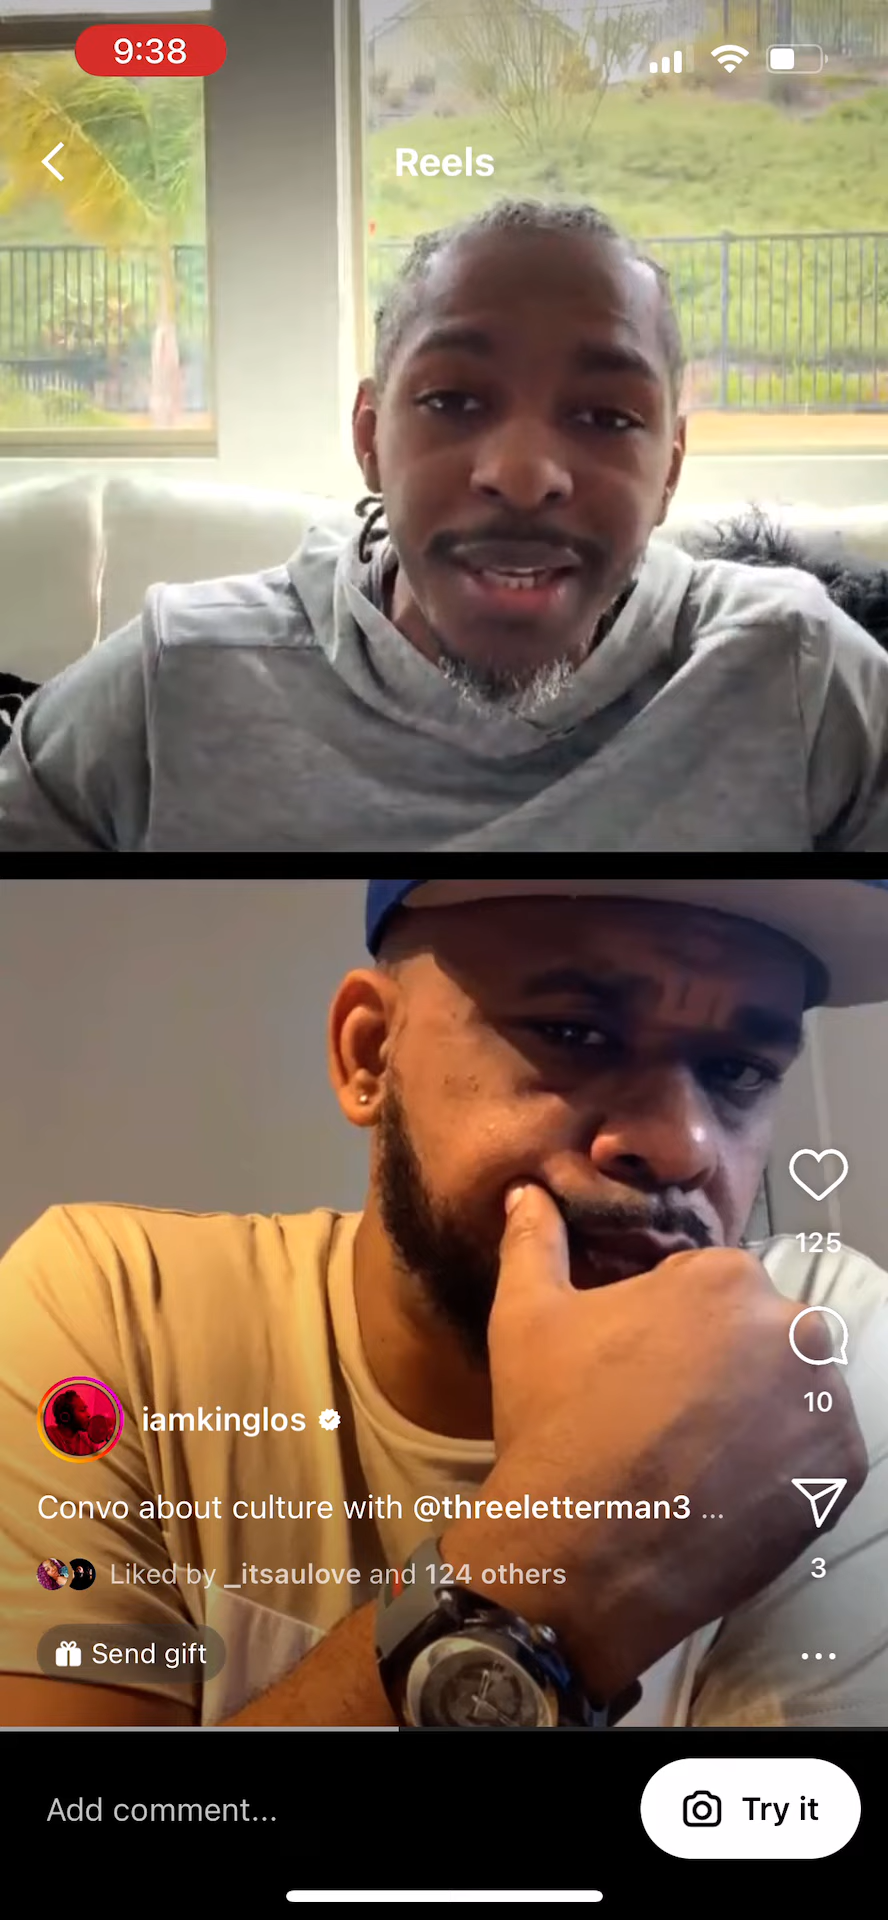 9:38
Reels
125
10
iamkinglos
Convo about culture with @threeletterman3 ...
3
Liked by _itsaulove and 124 others
Send gift
Add comment...
Try it